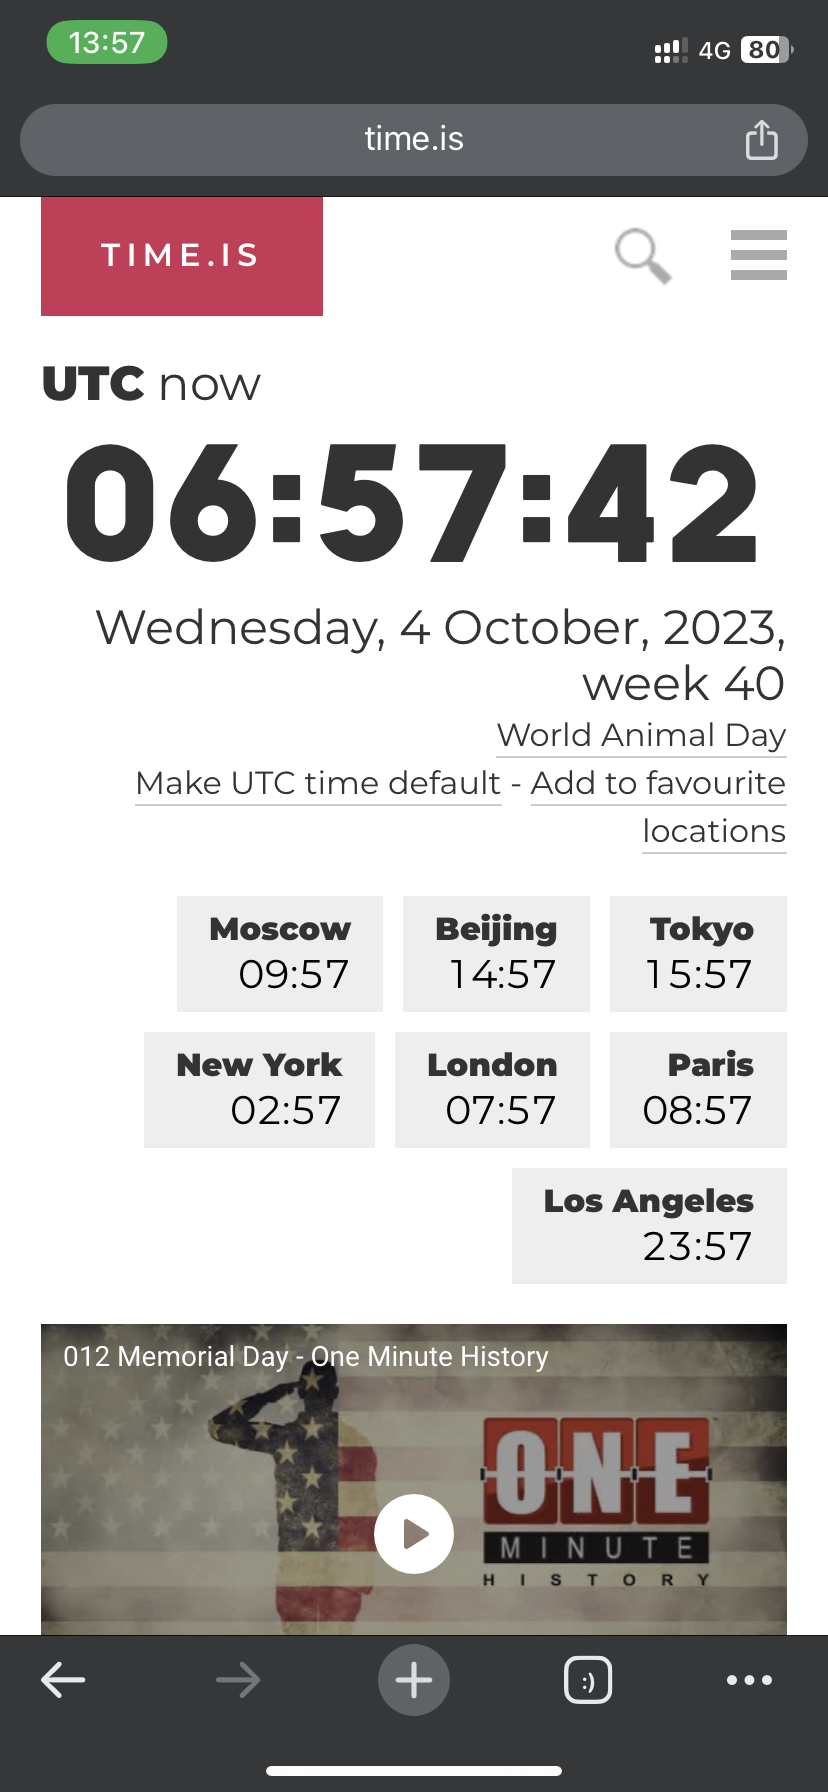 13:57
4G 80
time.is
TIME.IS
UTC now
06:57:42
Wednesday, 4 October, 2023,
week 40
World Animal Day
Make UTC time default - Add to favourite
locations
Moscow
09:57
Beijing
14:57
Tokyo
15:57
New York
02:57
London
07:57
Paris
08:57
Los Angeles
23:57
012 Memorial Day - One Minute History
ONE
MINUTE
HISTORY
:)